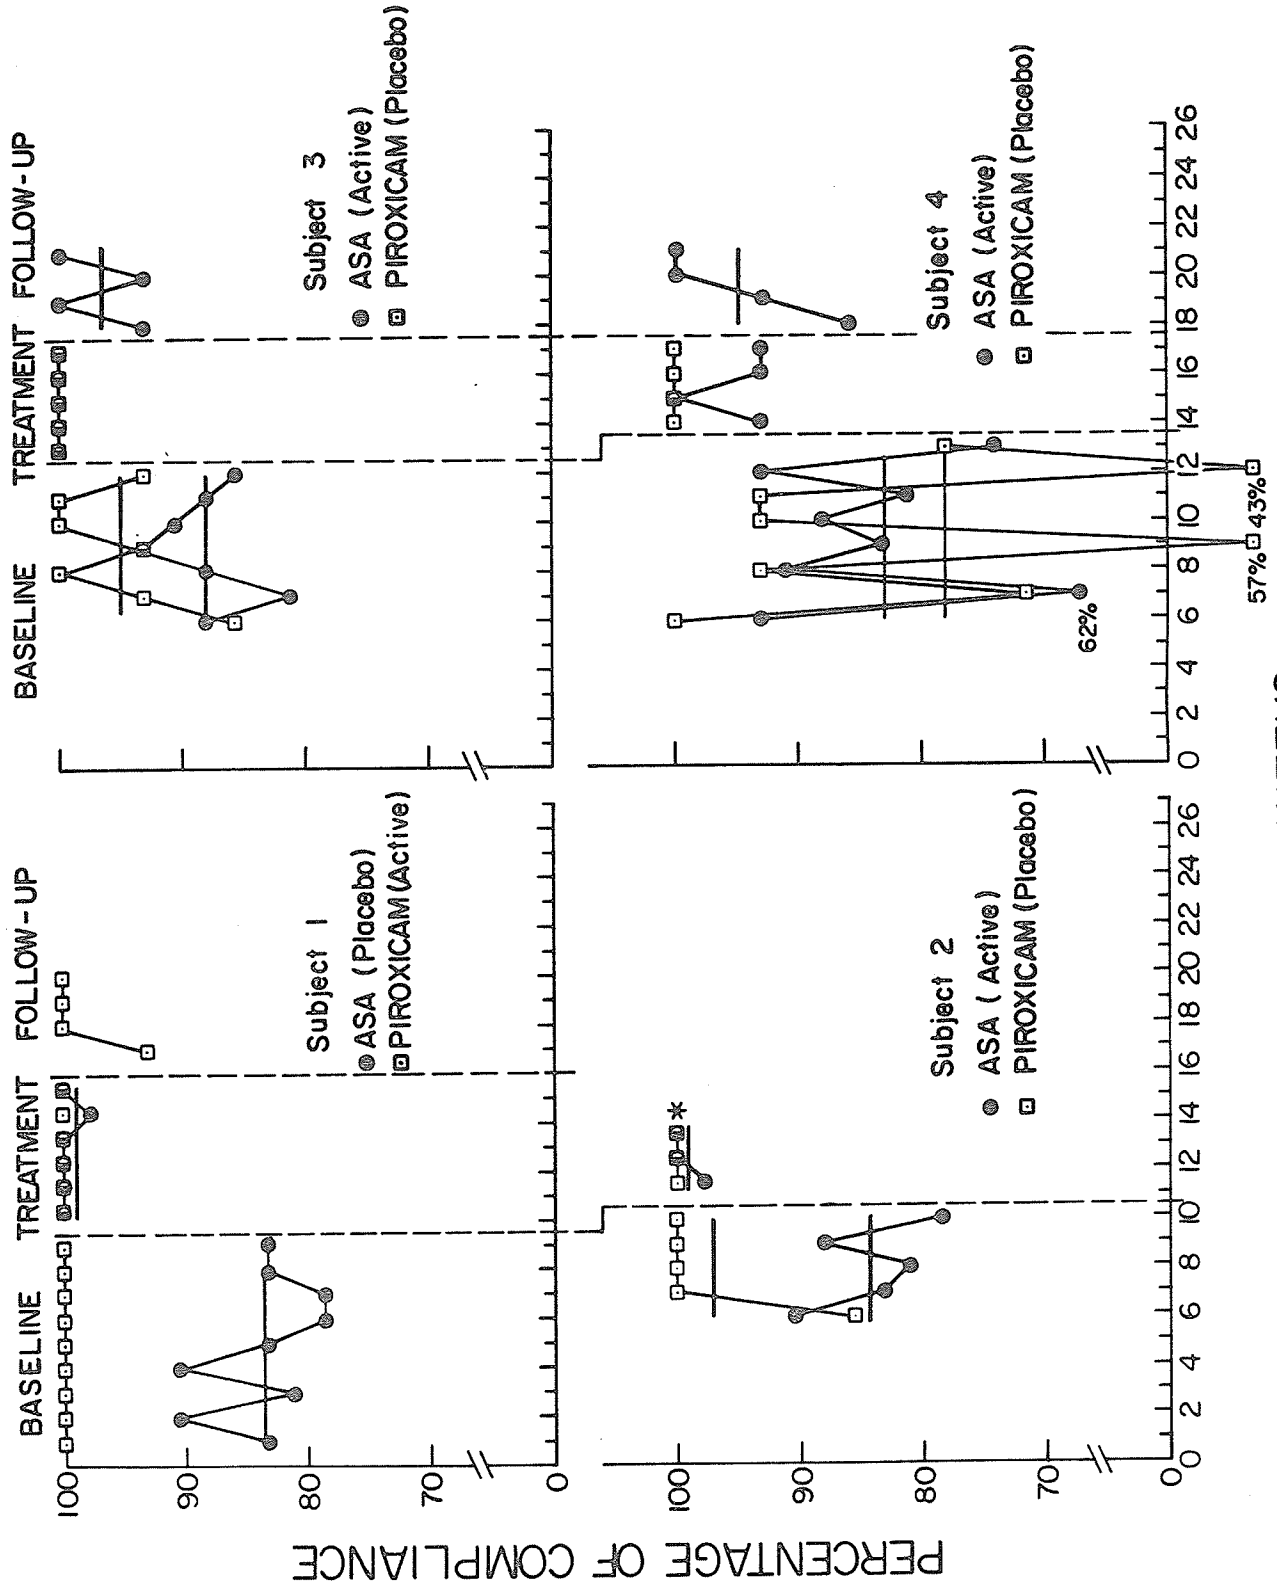 BASELINE TREATMENT FOLLOW-UP
BASELINE TREATMENT FOLLOW-UP
PERCENTAGE OF COMPLIANCE
100
90
80
70
0
Subject 1
ASA (Placebo)
PIROXICAM (Active)
Subject 3
ASA (Active)
PIROXICAM (Placebo)
100
90
80
70
0
*
Subject 2
ASA (Active)
PIROXICAM (Placebo)
0 2 4 6 8 10 12 14 16 18 20 22 24 26
Subject 4
ASA (Active)
PIROXICAM (Placebo)
62%
0 2 4 6 8 10 12 14 16 18 20 22 24 26
57% 43%